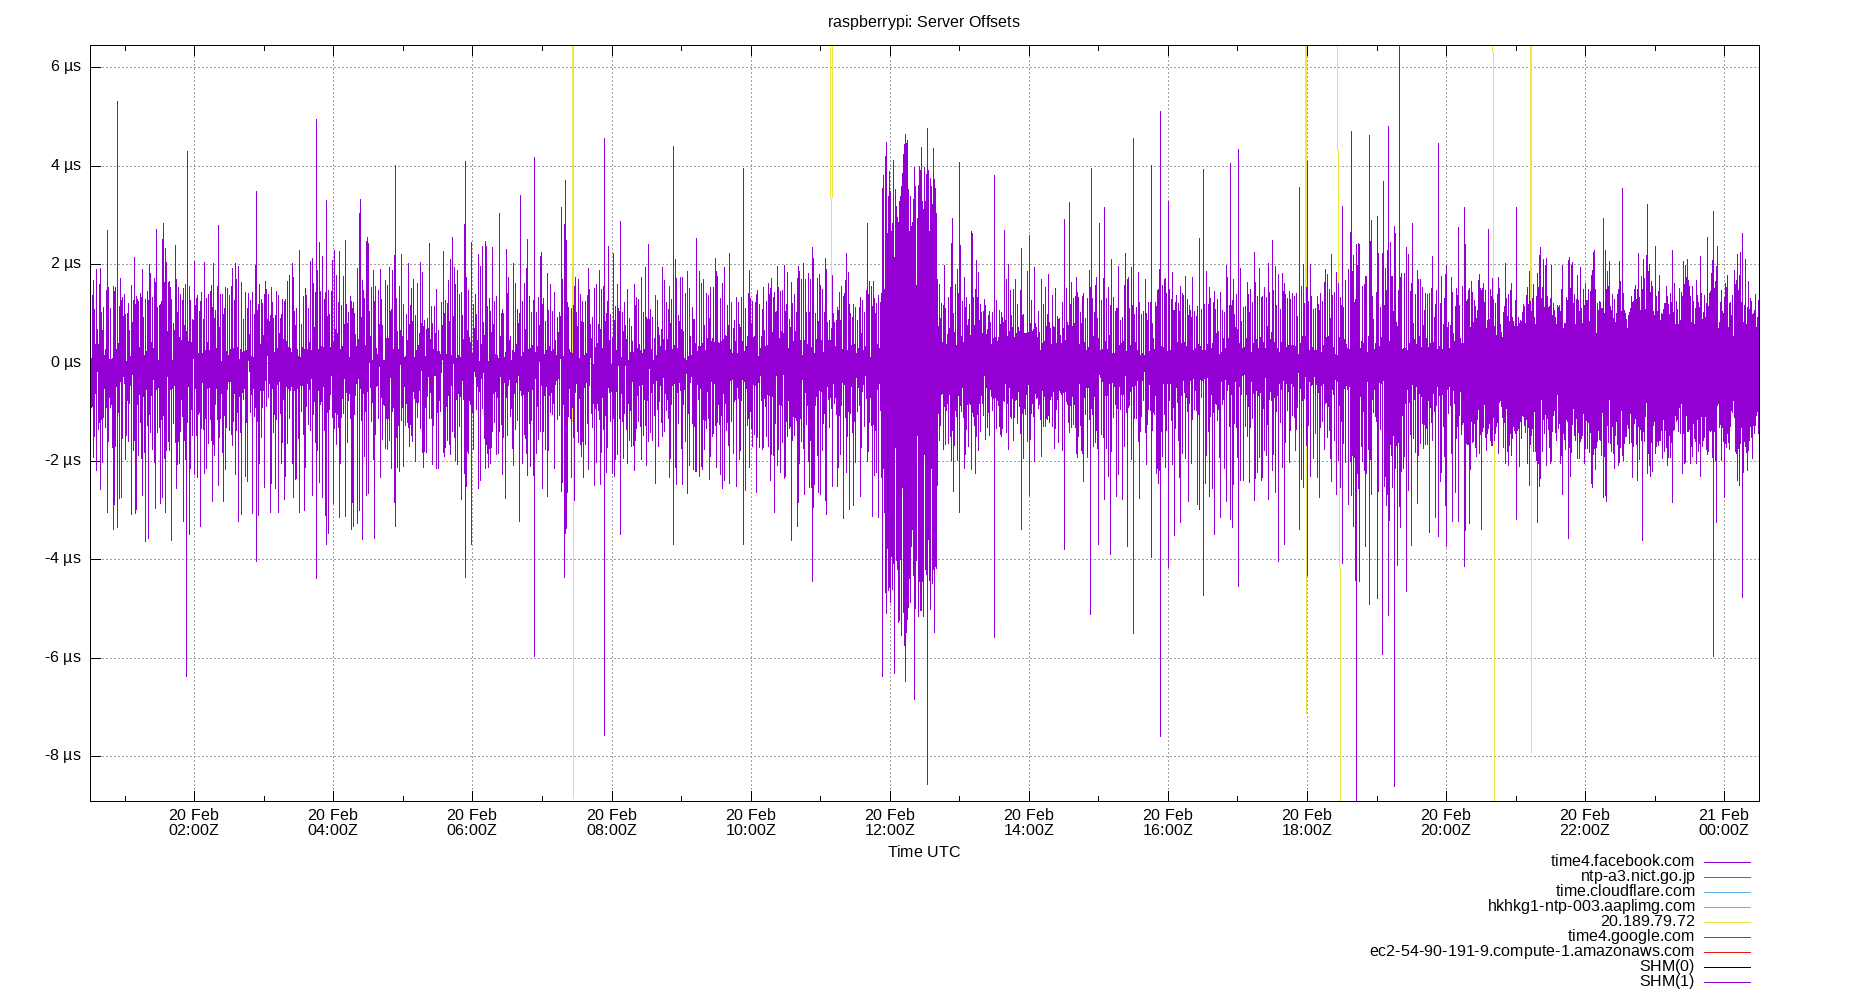 raspberrypi: Server Offsets
6 µs
4 µs
2 µs
0 µs
-2 µs
-4 µs
-6 µs
-8 µs
20 Feb 20 Feb 20 Feb 20 Feb 20 Feb 20 Feb 20 Feb 20 Feb 20 Feb 20 Feb 20 Feb 21 Feb
02:00Z 04:00Z 06:00Z 08:00Z 10:00Z 12:00Z 14:00Z 16:00Z 18:00Z 20:00Z 22:00Z 00:00Z
Time UTC
time4.facebook.com
ntp-a3.nict.go.jp
time.cloudflare.com
hkhkg1-ntp-003.aaplimg.com
20.189.79.72
time4.google.com
ec2-54-90-191-9.compute-1.amazonaws.com
SHM(0)
SHM(1)